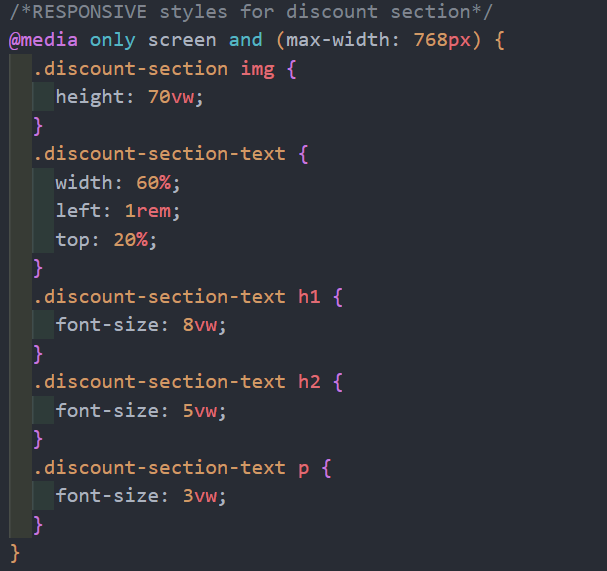 /*RESPONSIVE styles for discount section*/
@media only screen and (max-width: 768px) {
  .discount-section img {
    height: 70vw;
  }
  .discount-section-text {
    width: 60%;
    left: 1rem;
    top: 20%;
  }
  .discount-section-text h1 {
    font-size: 8vw;
  }
  .discount-section-text h2 {
    font-size: 5vw;
  }
  .discount-section-text p {
    font-size: 3vw;
  }
}